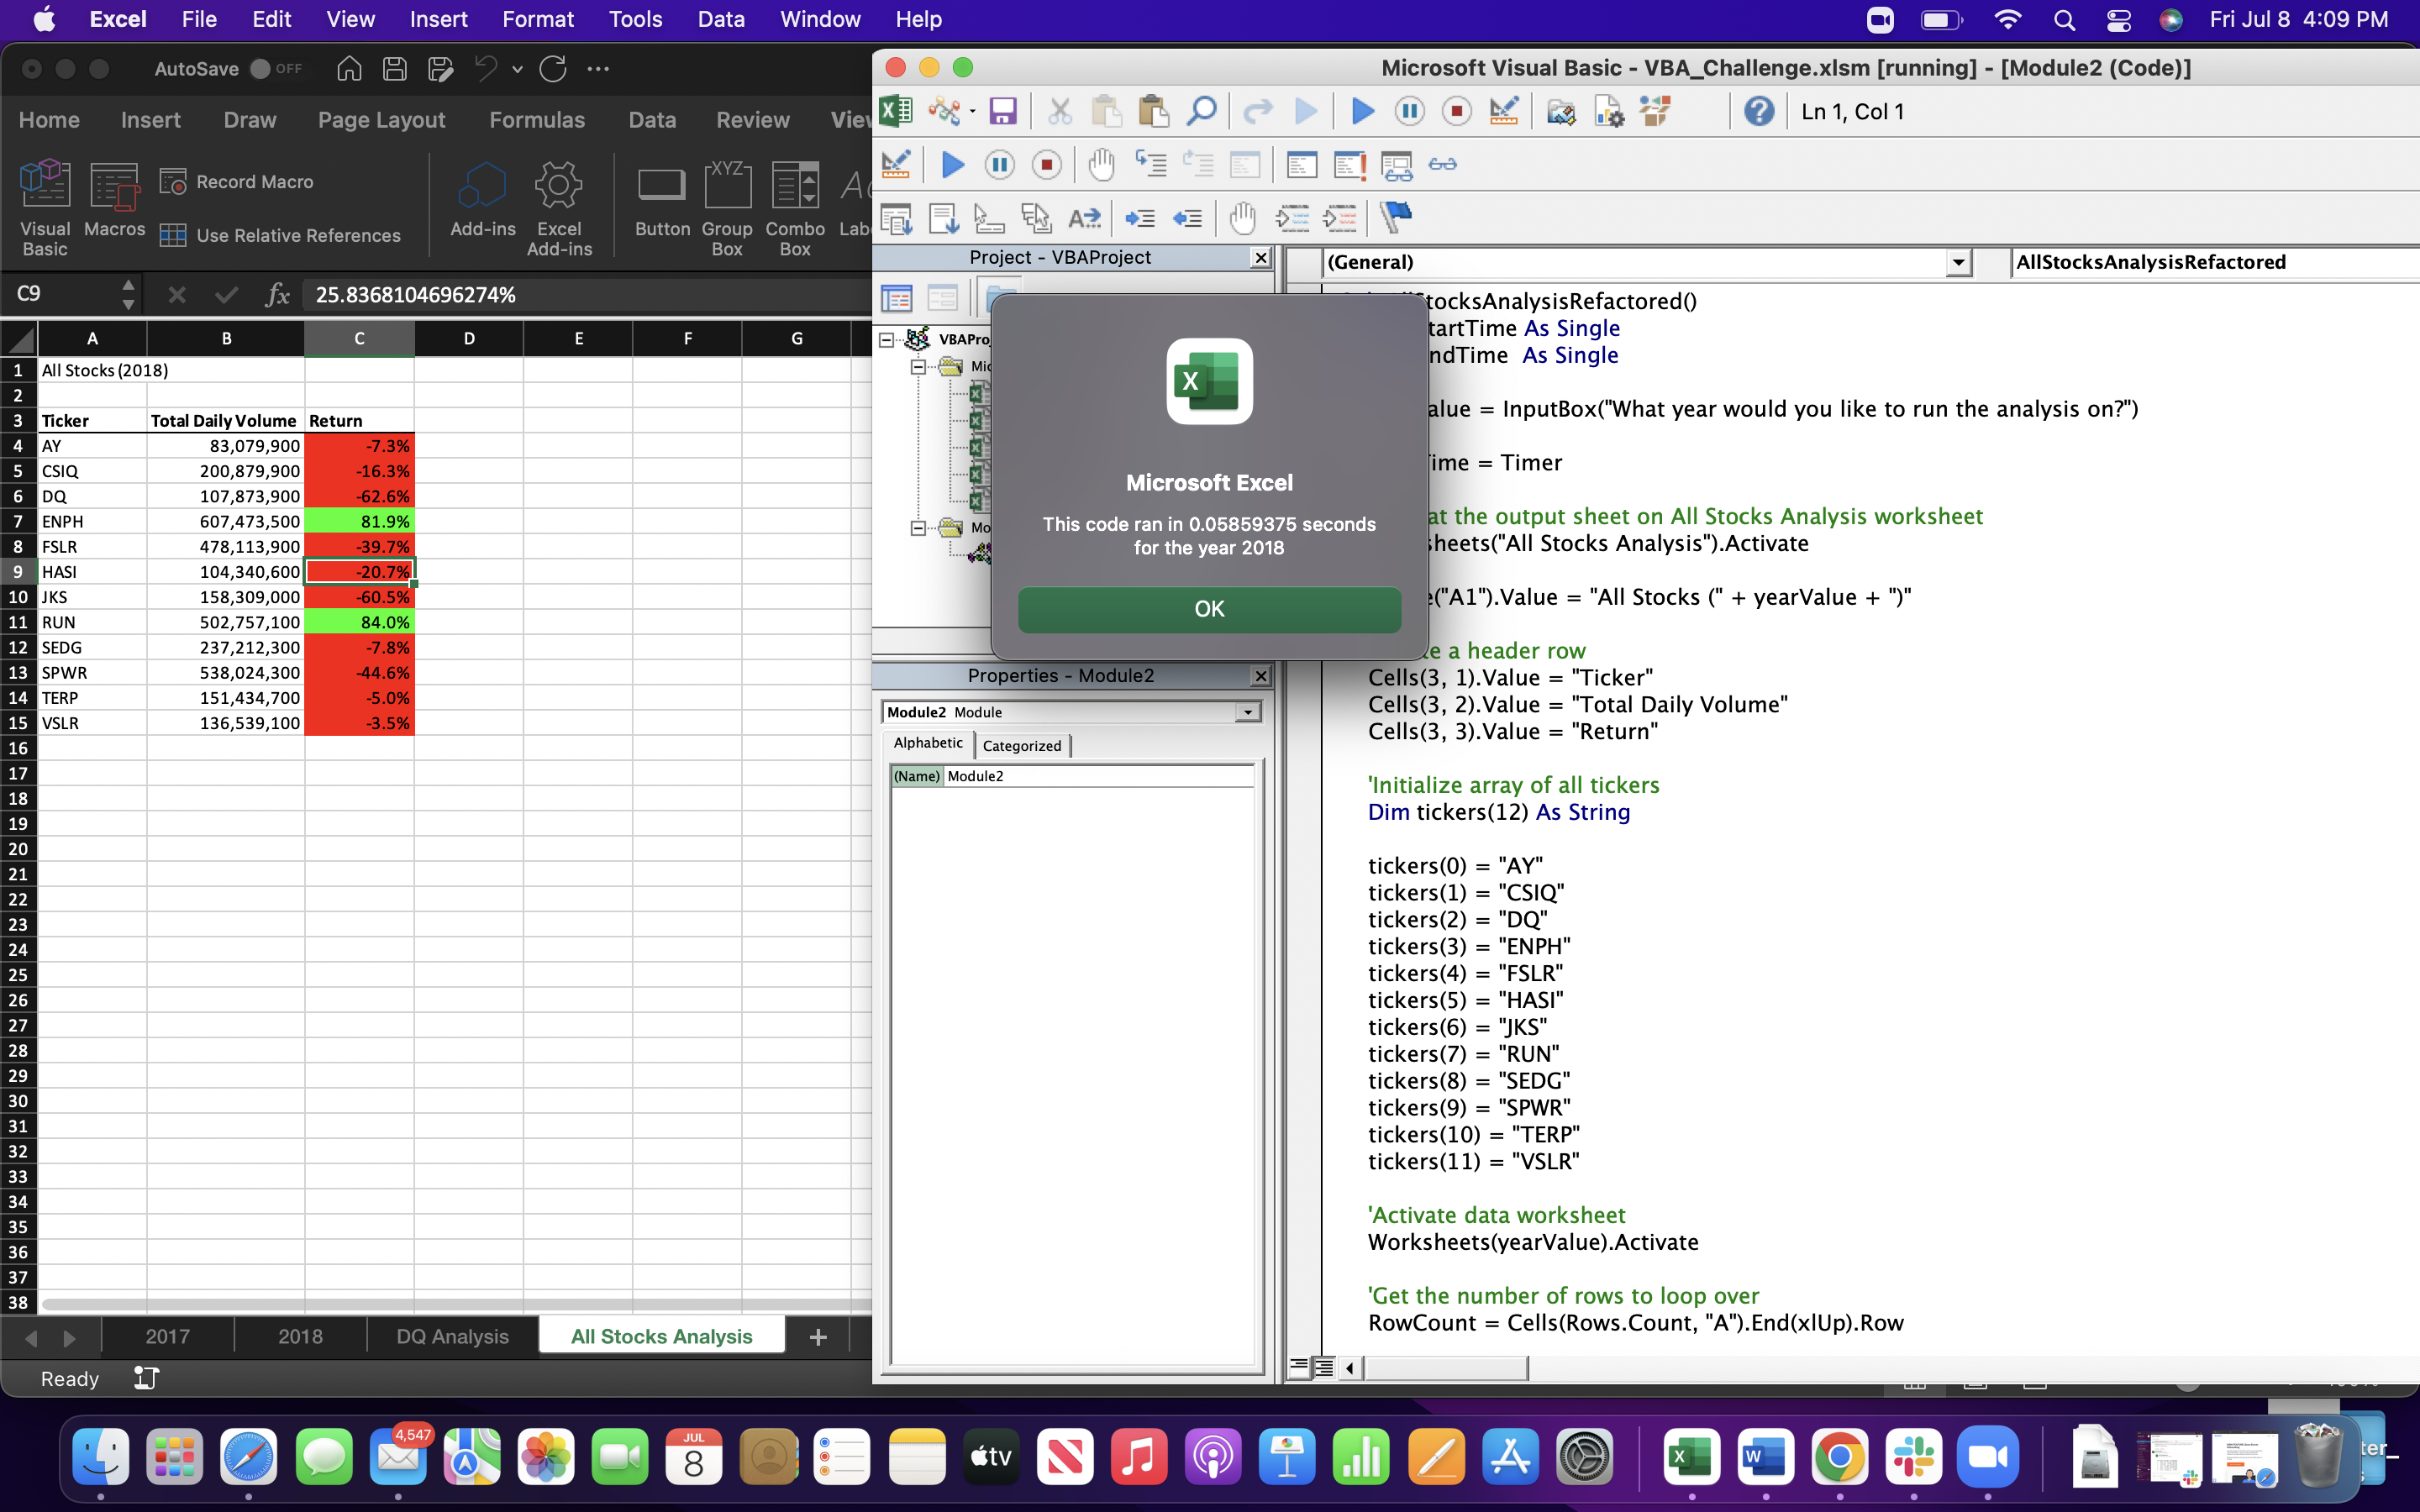 Excel File Edit View Insert Format Tools Data Window Help Fri Jul 8 4:09 PM
AutoSave OFF
Home Insert Draw Page Layout Formulas Data Review
Record Macro
Use Relative References
Visual Basic
Macros
Add-ins
Excel Add-ins
Button
Group Box
Combo Box
XYZ
C9 fx 25.8368104696274%
A B C D E F G
1 All Stocks (2018)
2
3 Ticker Total Daily Volume Return
4 AY 83,079,900 -7.3%
5 CSIQ 200,879,900 -16.3%
6 DQ 107,873,900 -62.6%
7 ENPH 607,473,500 81.9%
8 FSLR 478,113,900 -39.7%
9 HASI 104,340,600 -20.7%
10 JKS 158,309,000 -60.5%
11 RUN 502,757,100 84.0%
12 SEDG 237,212,300 -7.8%
13 SPWR 538,024,300 -44.6%
14 TERP 151,434,700 -5.0%
15 VSLR 136,539,100 -3.5%
16
17
18
19
20
21
22
23
24
25
26
27
28
29
30
31
32
33
34
35
36
37
38
2017 2018 DQ Analysis All Stocks Analysis +
Ready
Microsoft Visual Basic - VBA_Challenge.xlsm [running] - [Module2 (Code)]
Ln 1, Col 1
Project - VBAProject
Properties - Module2
Module2 Module
Alphabetic Categorized
(Name) Module2
Microsoft Excel
This code ran in 0.05859375 seconds
for the year 2018
OK
(General) AllStocksAnalysisRefactored
tocksAnalysisRefactored()
tartTime As Single
ndTime As Single
alue = InputBox("What year would you like to run the analysis on?")
ime = Timer
at the output sheet on All Stocks Analysis worksheet
sheets("All Stocks Analysis").Activate
e("A1").Value = "All Stocks (" + yearValue + ")"
te a header row
Cells(3, 1).Value = "Ticker"
Cells(3, 2).Value = "Total Daily Volume"
Cells(3, 3).Value = "Return"
'Initialize array of all tickers
Dim tickers(12) As String
tickers(0) = "AY"
tickers(1) = "CSIQ"
tickers(2) = "DQ"
tickers(3) = "ENPH"
tickers(4) = "FSLR"
tickers(5) = "HASI"
tickers(6) = "JKS"
tickers(7) = "RUN"
tickers(8) = "SEDG"
tickers(9) = "SPWR"
tickers(10) = "TERP"
tickers(11) = "VSLR"
'Activate data worksheet
Worksheets(yearValue).Activate
'Get the number of rows to loop over
RowCount = Cells(Rows.Count, "A").End(xlUp).Row
4,547
JUL
8
tv